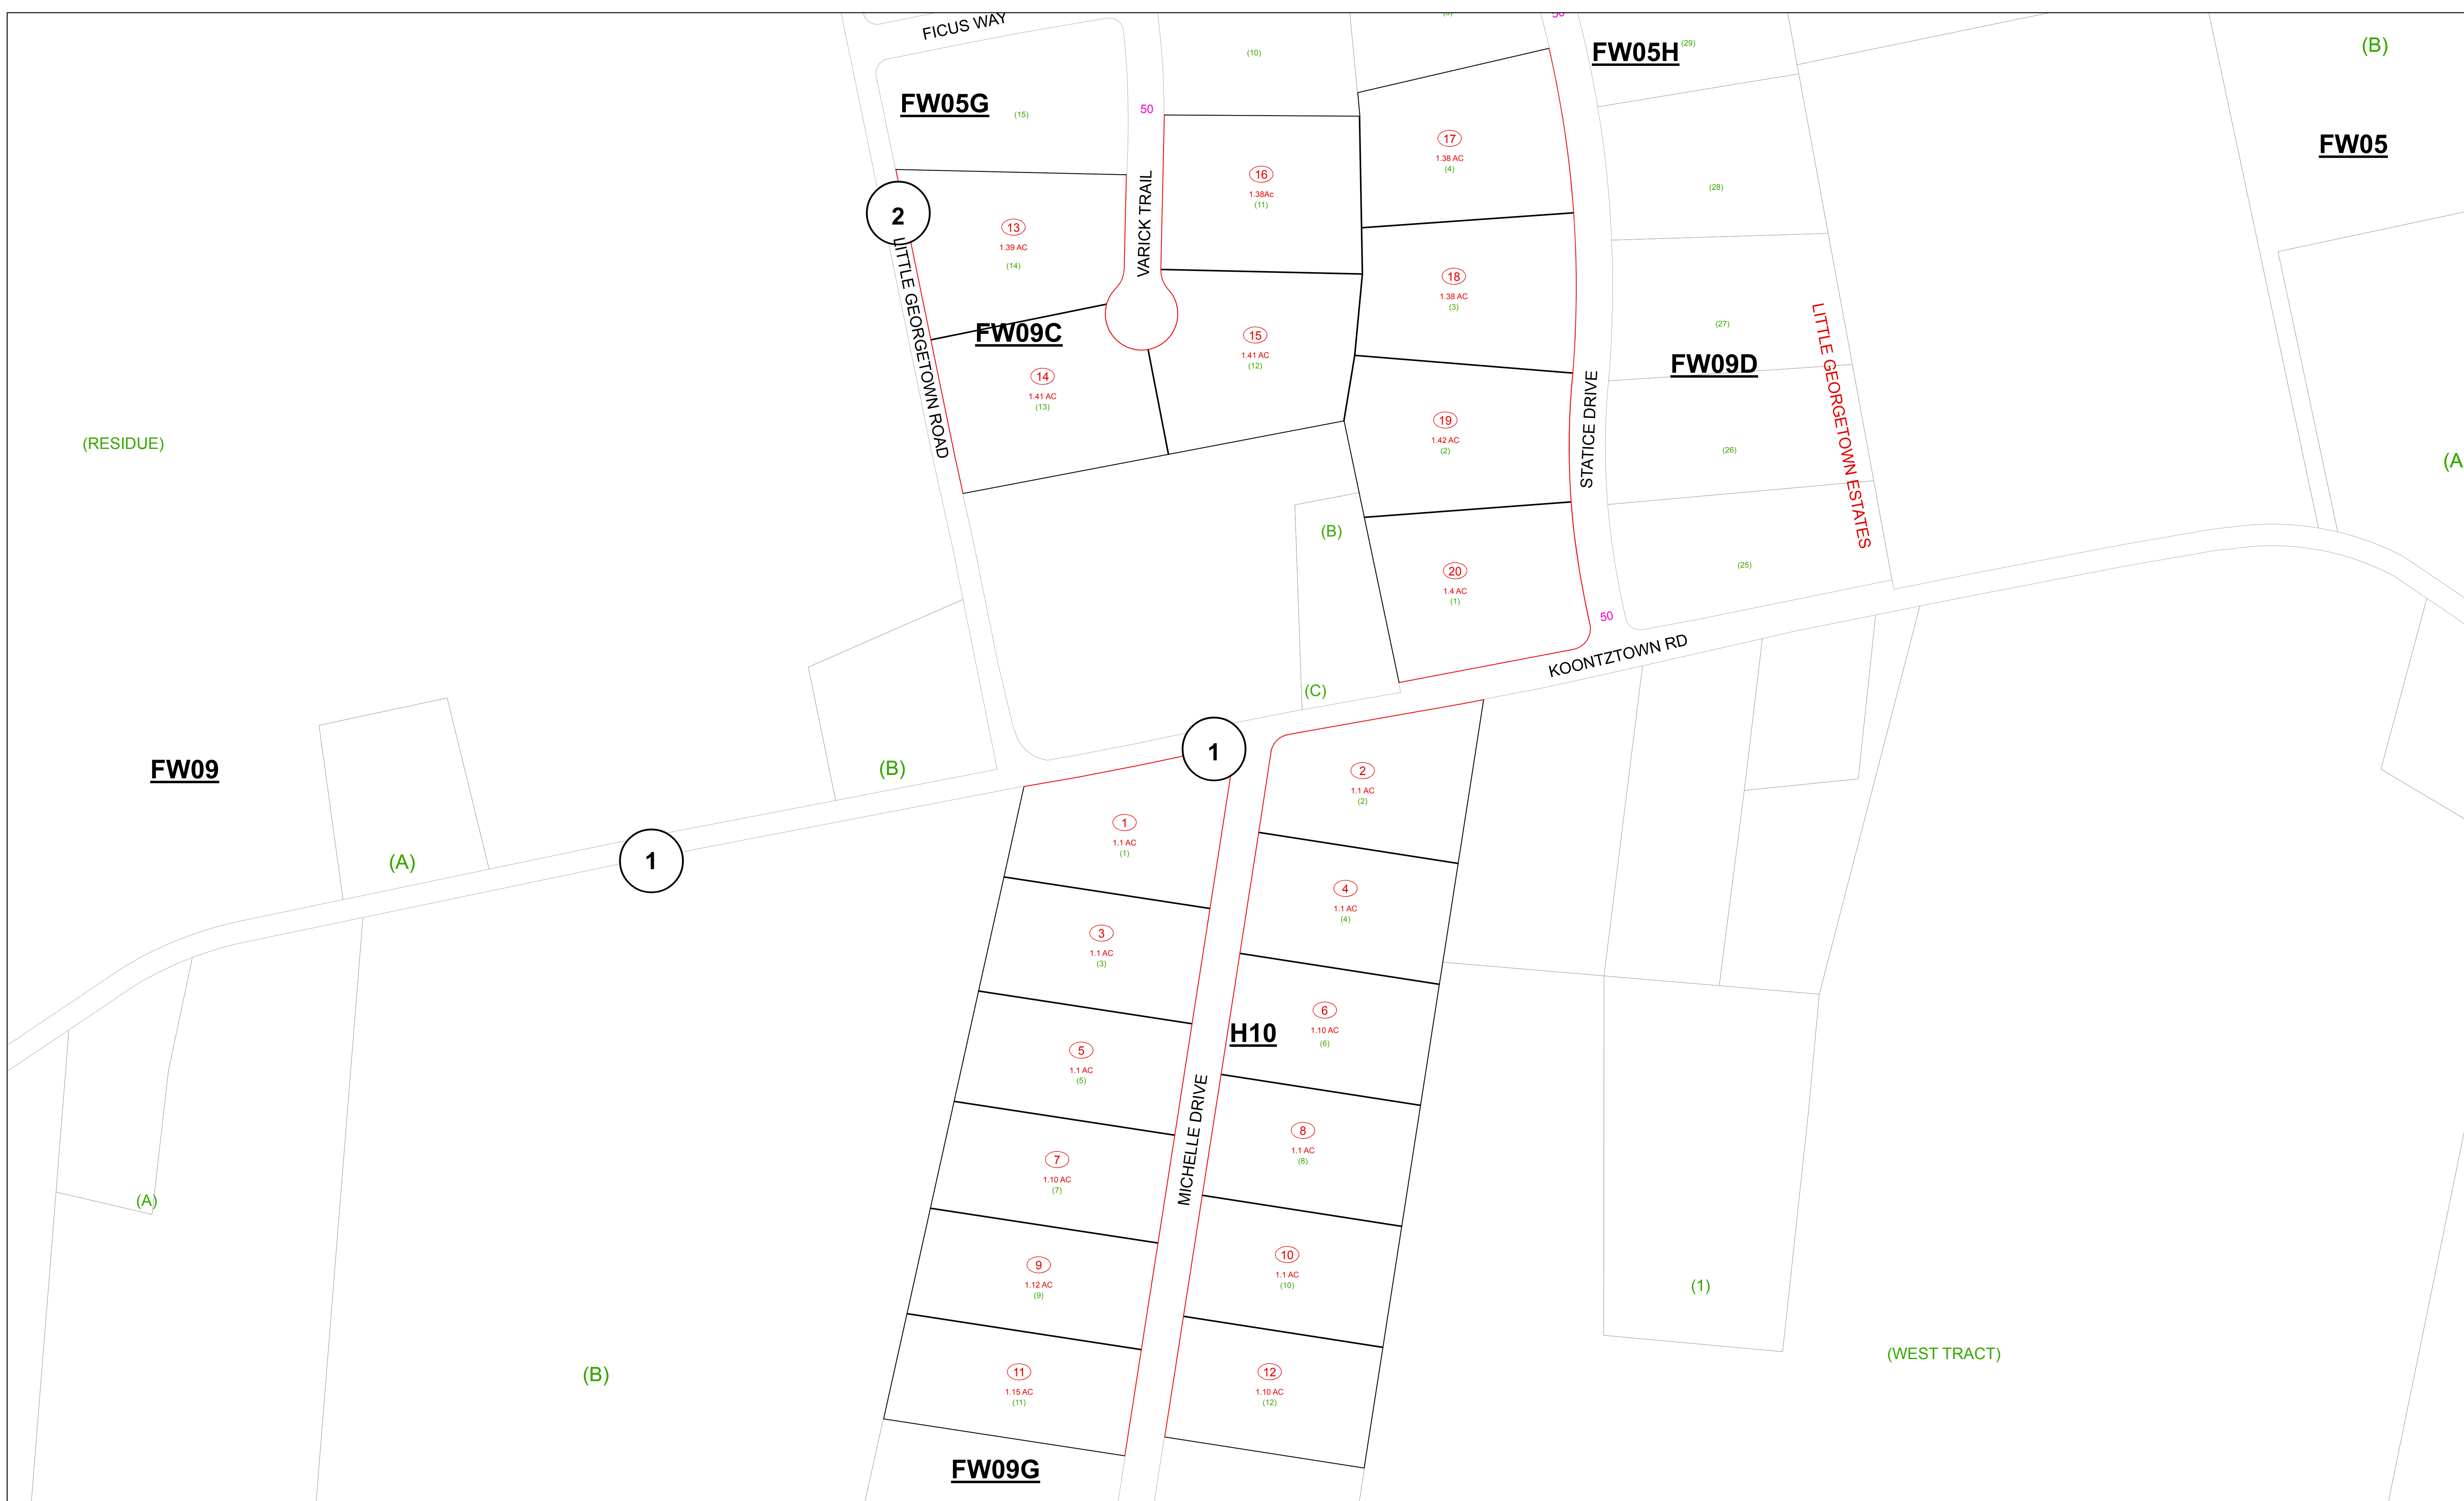 FICUS WAY
(5)
50
FW05H
(29)
(B)
(10)
FW05G
(15)
50
FW05
17
1.38 AC
(4)
16
1.38Ac
(11)
(28)
2
13
1.39 AC
(14)
VARICK TRAIL
LITTLE GEORGETOWN ROAD
18
1.38 AC
(3)
(27)
FW09C
15
1.41 AC
(12)
FW09D
LITTLE GEORGETOWN ESTATES
14
1.41 AC
(13)
STATICE DRIVE
19
1.42 AC
(2)
(RESIDUE)
(26)
(A
(B)
20
1.4 AC
(1)
(25)
50
KOONTZTOWN RD
(C)
1
FW09
(B)
2
1.1 AC
(2)
1
1.1 AC
(1)
(A)
1
4
1.1 AC
(4)
3
1.1 AC
(3)
H10
6
1.10 AC
(6)
5
1.1 AC
(5)
MICHELLE DRIVE
8
1.1 AC
(8)
7
1.10 AC
(7)
(A)
10
1.1 AC
(10)
9
1.12 AC
(9)
(1)
(WEST TRACT)
(B)
11
1.15 AC
(11)
12
1.10 AC
(12)
FW09G